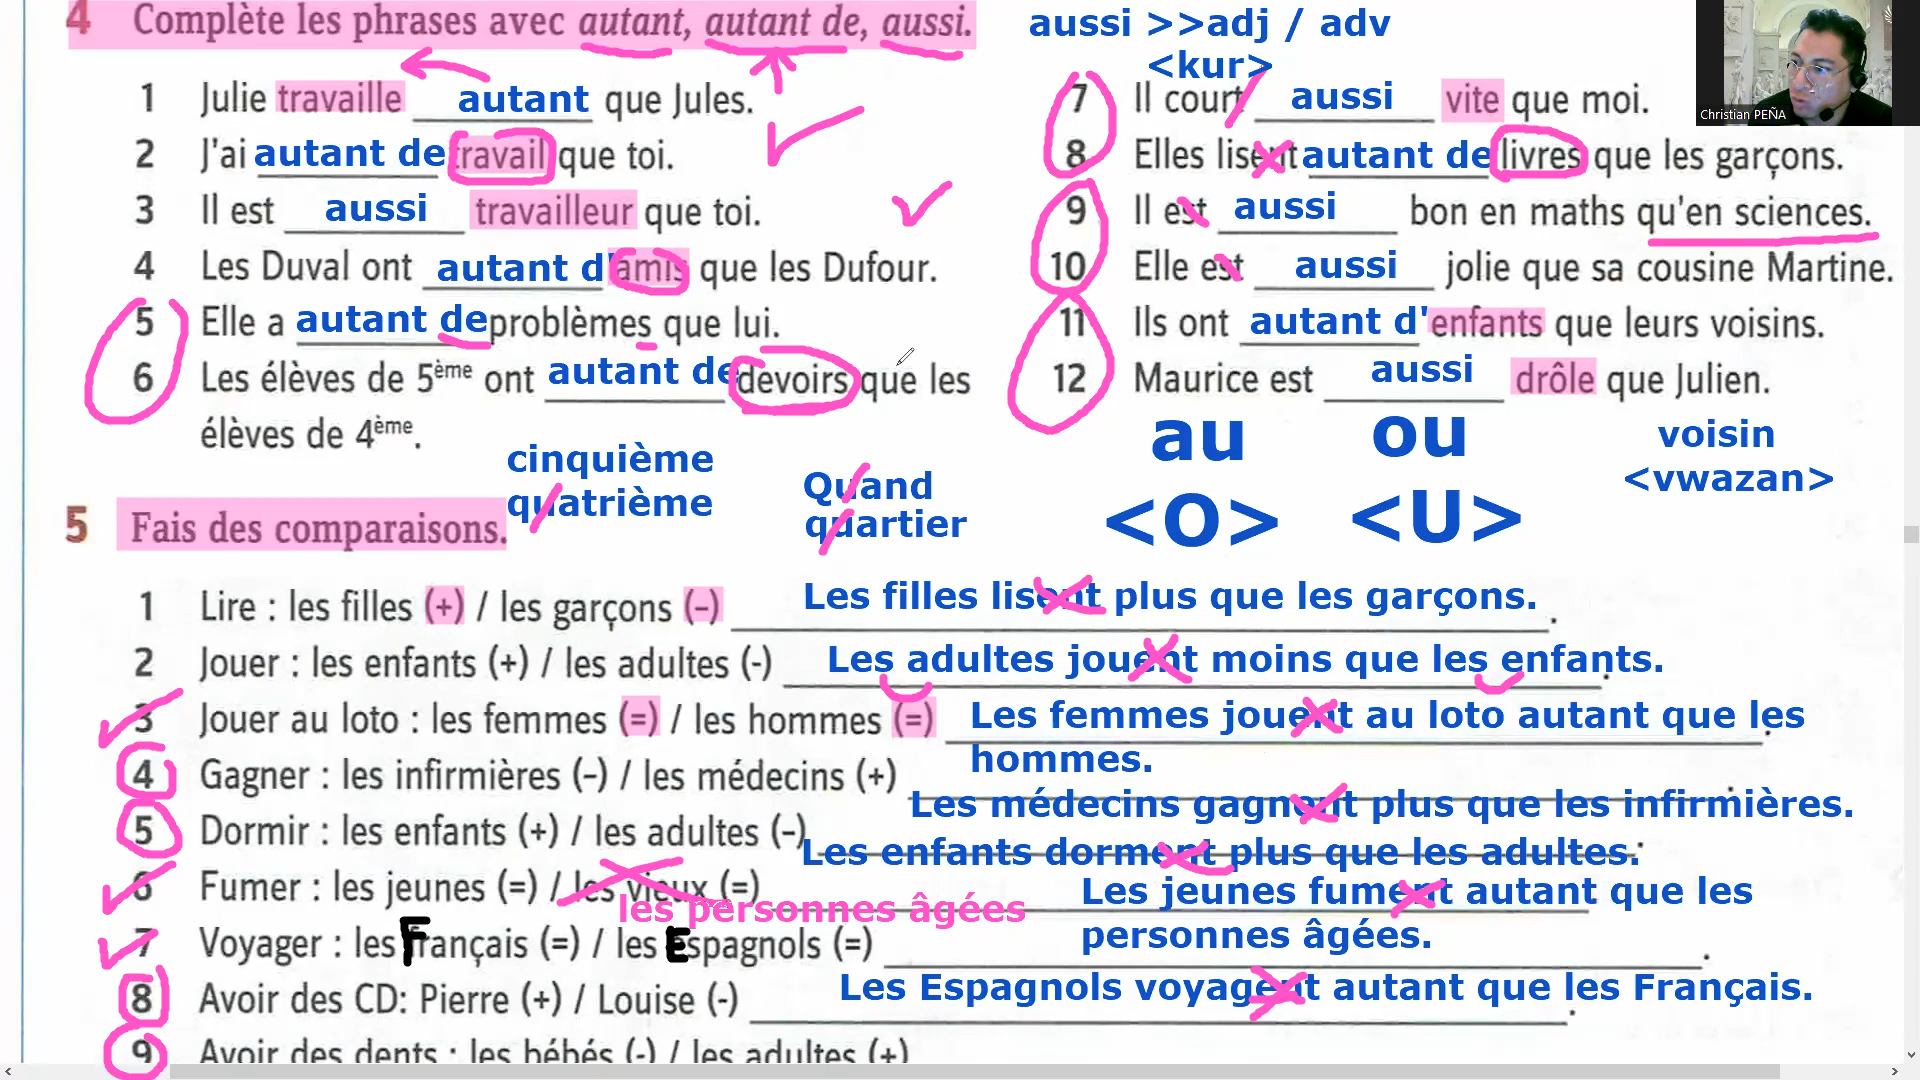 4 Complète les phrases avec autant, autant de, aussi.
1 Julie travaille autant que Jules.
2 J'ai autant de travail que toi.
3 Il est aussi travailleur que toi.
4 Les Duval ont autant d'amis que les Dufour.
5 Elle a autant de problèmes que lui.
6 Les élèves de 5ème ont autant de devoirs que les
élèves de 4ème.
cinquième
quatrième
Quand
quartier
aussi >>adj / adv
<kur>
7 Il court aussi vite que moi.
8 Elles lisent autant de livres que les garçons.
9 Il est aussi bon en maths qu'en sciences.
10 Elle est aussi jolie que sa cousine Martine.
11 Ils ont autant d'enfants que leurs voisins.
12 Maurice est aussi drôle que Julien.
au ou
<O> <U>
voisin
<vwazan>
Christian PEÑA
5 Fais des comparaisons.
1 Lire : les filles (+) / les garçons (–) Les filles lisent plus que les garçons.
2 Jouer : les enfants (+) / les adultes (-) Les adultes jouent moins que les enfants.
3 Jouer au loto : les femmes (=) / les hommes (=) Les femmes jouent au loto autant que les
hommes.
4 Gagner : les infirmières (–) / les médecins (+) Les médecins gagnent plus que les infirmières.
5 Dormir : les enfants (+) / les adultes (–) Les enfants dorment plus que les adultes.
6 Fumer : les jeunes (=) / les vieux (=) les personnes âgées Les jeunes fument autant que les
personnes âgées.
7 Voyager : les Français (=) / les Espagnols (=) Les Espagnols voyagent autant que les Français.
8 Avoir des CD: Pierre (+) / Louise (-)
9 Avoir des dents : les bébés (-) / les adultes (+)